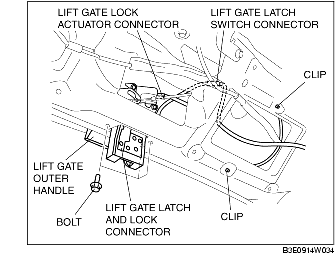 LIFT GATE LOCK
ACTUATOR CONNECTOR
LIFT GATE LATCH
SWITCH CONNECTOR
CLIP
LIFT GATE
OUTER
HANDLE
BOLT
LIFT GATE LATCH
AND LOCK
CONNECTOR
CLIP
B3E0914W034